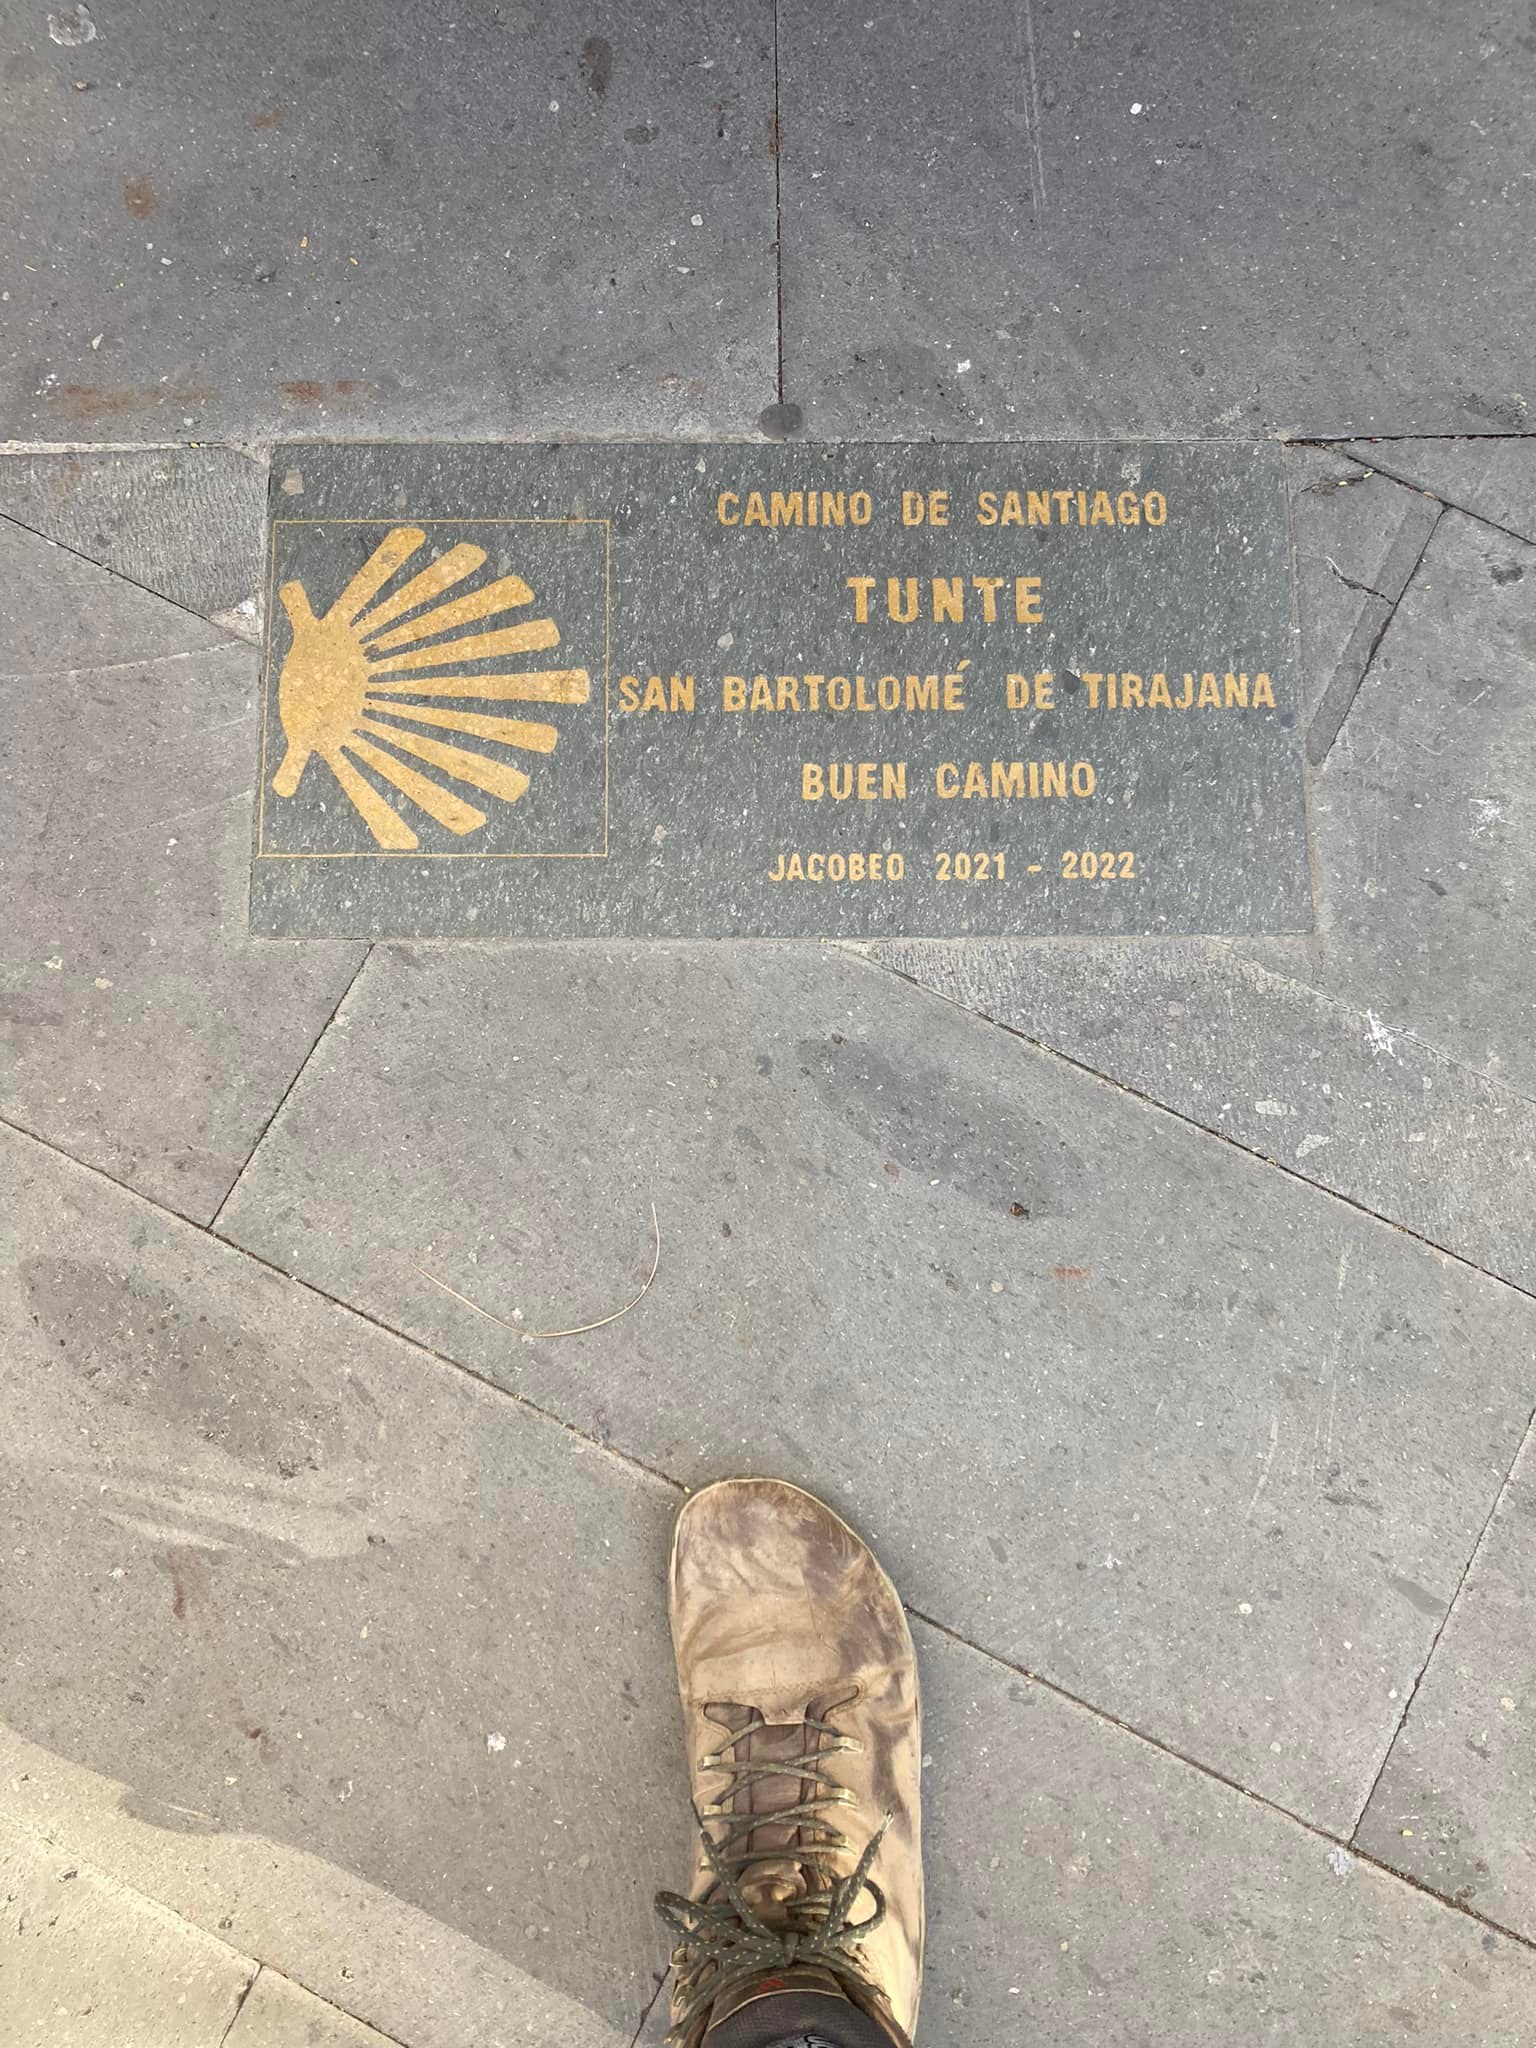 CAMINO DE SANTIAGO
TUNTE
SAN BARTOLOMÉ DE TIRAJANA
BUEN CAMINO
JACOBEO 2021 - 2022